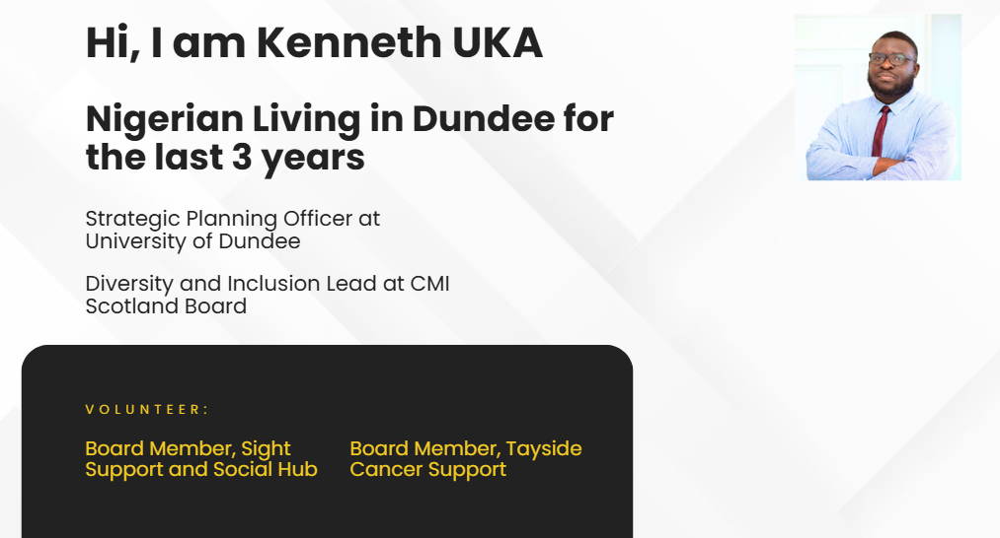 Hi, I am Kenneth UKA
Nigerian Living in Dundee for
the last 3 years
Strategic Planning Officer at
University of Dundee
Diversity and Inclusion Lead at CMI
Scotland Board
VOLUNTEER:
Board Member, Sight
Support and Social Hub
Board Member, Tayside
Cancer Support